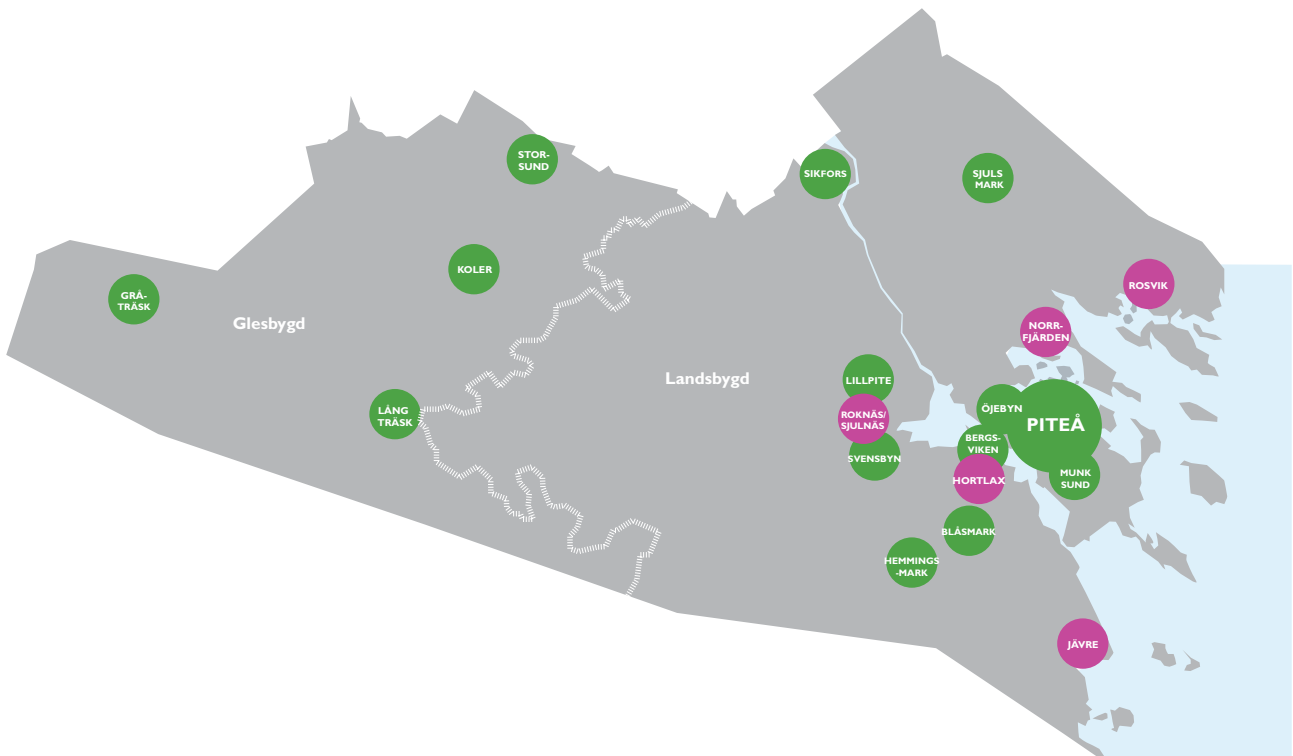 STOR-
SUND
SIKFORS
SJULS
MARK
KOLER
GRÅ-
TRÄSK
ROSVIK
Glesbygd
NORR-
FJÄRDEN
Landsbygd
LILLPITE
LÅNG
TRÄSK
ROKNÄS/
SJULNÄS
ÖJEBYN
PITEÅ
BERGS-
VIKEN
SVENSBYN
MUNK
SUND
HORTLAX
BLÅSMARK
HEMMINGS
-MARK
JÄVRE